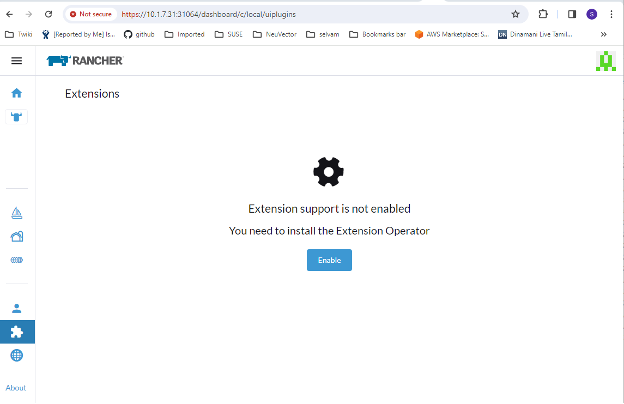 Not secure
https://10.1.7.31:31064/dashboard/c/local/uiplugins
S
Twiki
[Reported by Me] Is...
github
Imported
SUSE
NeuVector
selvam
Bookmarks bar
AWS Marketplace: S...
DN
Dinamani Live Tamil...
RANCHER
Extensions
Extension support is not enabled
You need to install the Extension Operator
Enable
About